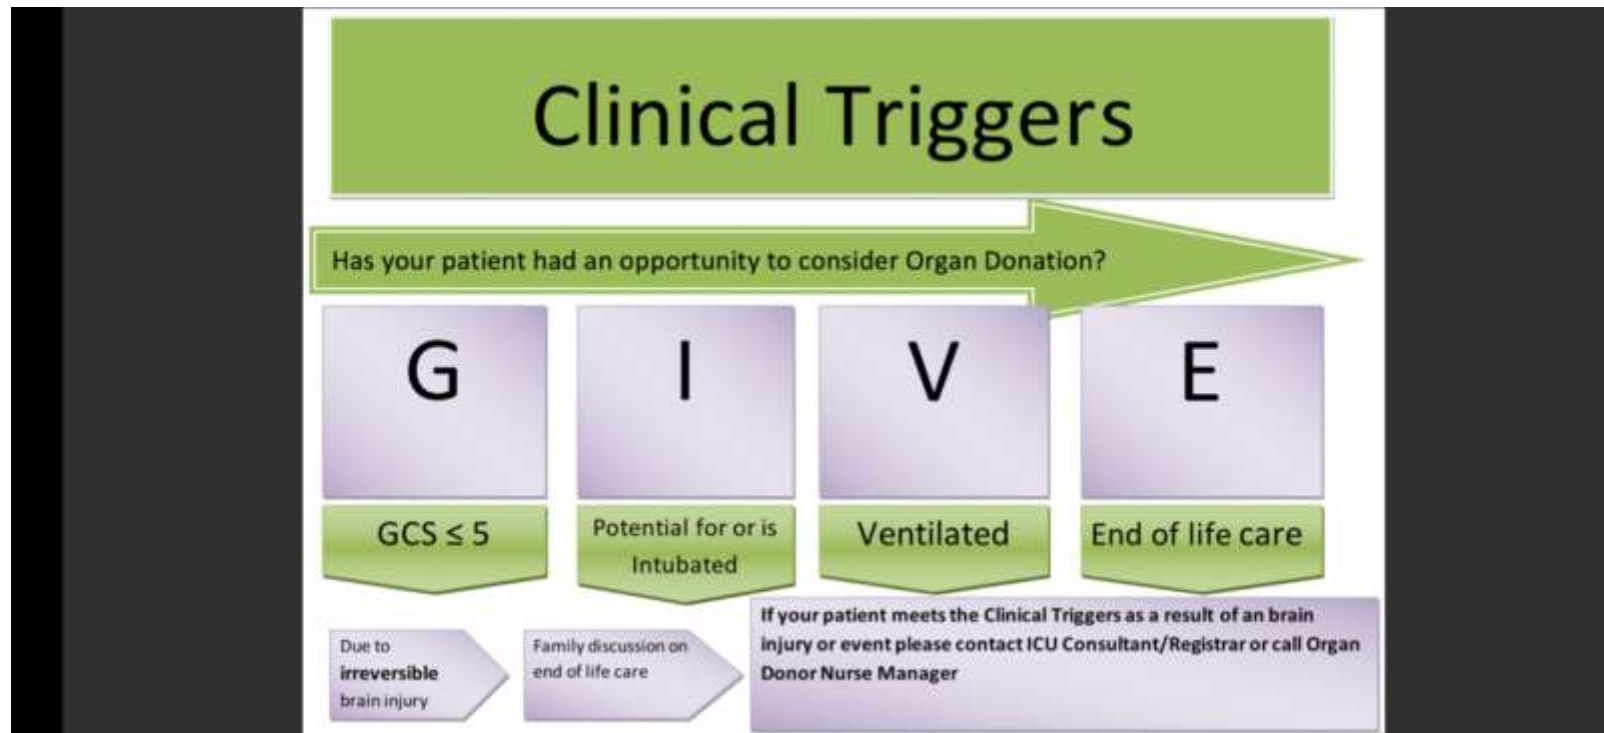 Clinical Triggers
Has your patient had an opportunity to consider Organ Donation?
G
I
V
E
GCS ≤ 5
Potential for or is
Intubated
Ventilated
End of life care
Due to
irreversible
brain injury
Family discussion on
end of life care
If your patient meets the Clinical Triggers as a result of an brain
injury or event please contact ICU Consultant/Registrar or call Organ
Donor Nurse Manager